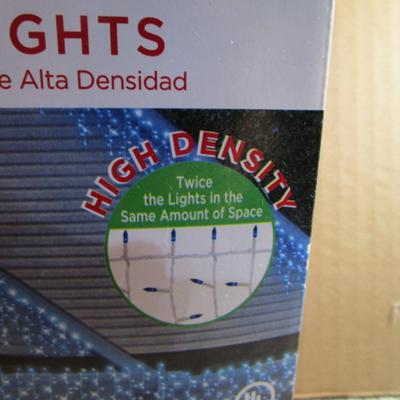 GHTS
e Alta Densidad
HIGH DENSITY
Twice
the Lights in the
Same Amount of Space